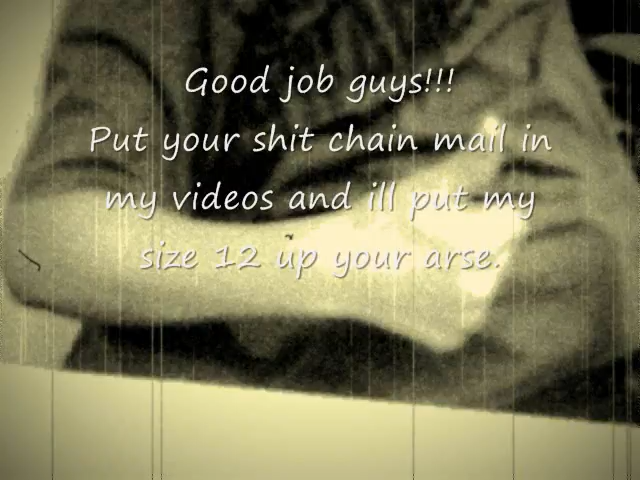 Good job guys!!!
Put your shit chain mail in
my videos and ill put my
size 12 up your arse.